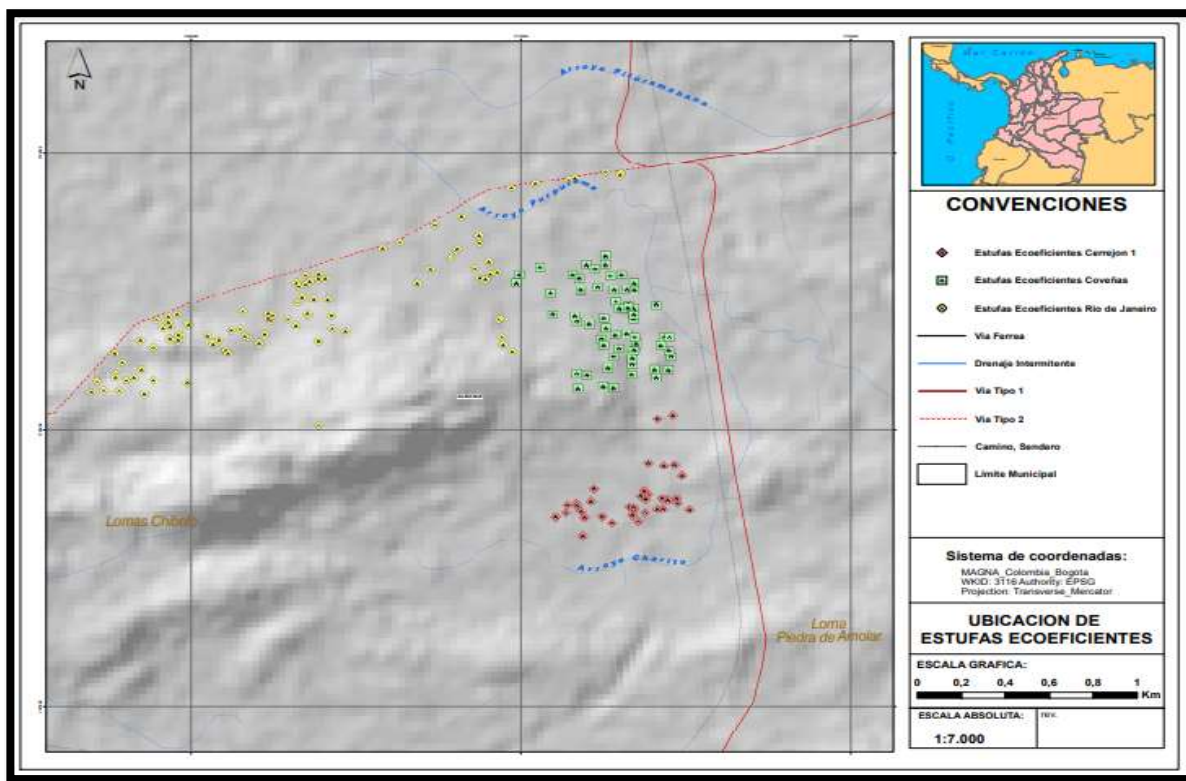 N
Arroyo Pitaramahana
Arroyo Purpurema
Lomas Chibolo
Arroyo Charito
Loma
Piedra de Amolar
Mar Caribe
O. Pacifico
CONVENCIONES
Estufas Ecoeficientes Cerrejon 1
Estufas Ecoeficientes Coveñas
Estufas Ecoeficientes Rio de Janeiro
Via Ferrea
Drenaje Intermitente
Via Tipo 1
Via Tipo 2
Camino, Sendero
Limite Municipal
Sistema de coordenadas:
MAGNA_Colombia_Bogota
WKID: 3116 Authority: EPSG
Projection: Transverse_Mercator
UBICACION DE
ESTUFAS ECOEFICIENTES
ESCALA GRAFICA:
0 0,2 0,4 0,6 0,8 1
Km
ESCALA ABSOLUTA:
rev.
1:7.000